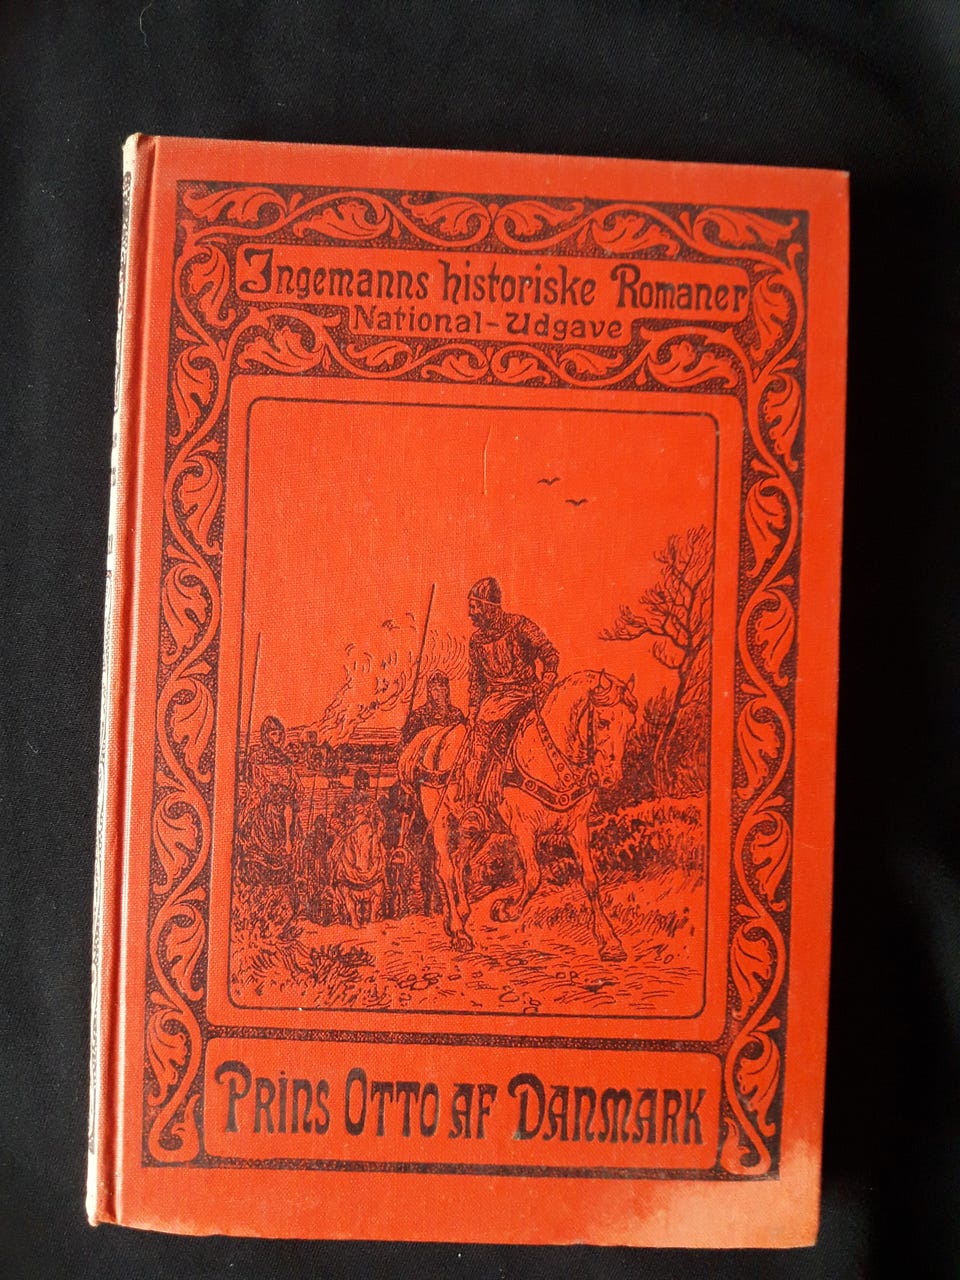 Ingemanns historiske Romaner
National-Udgave
Prins Otto af Danmark